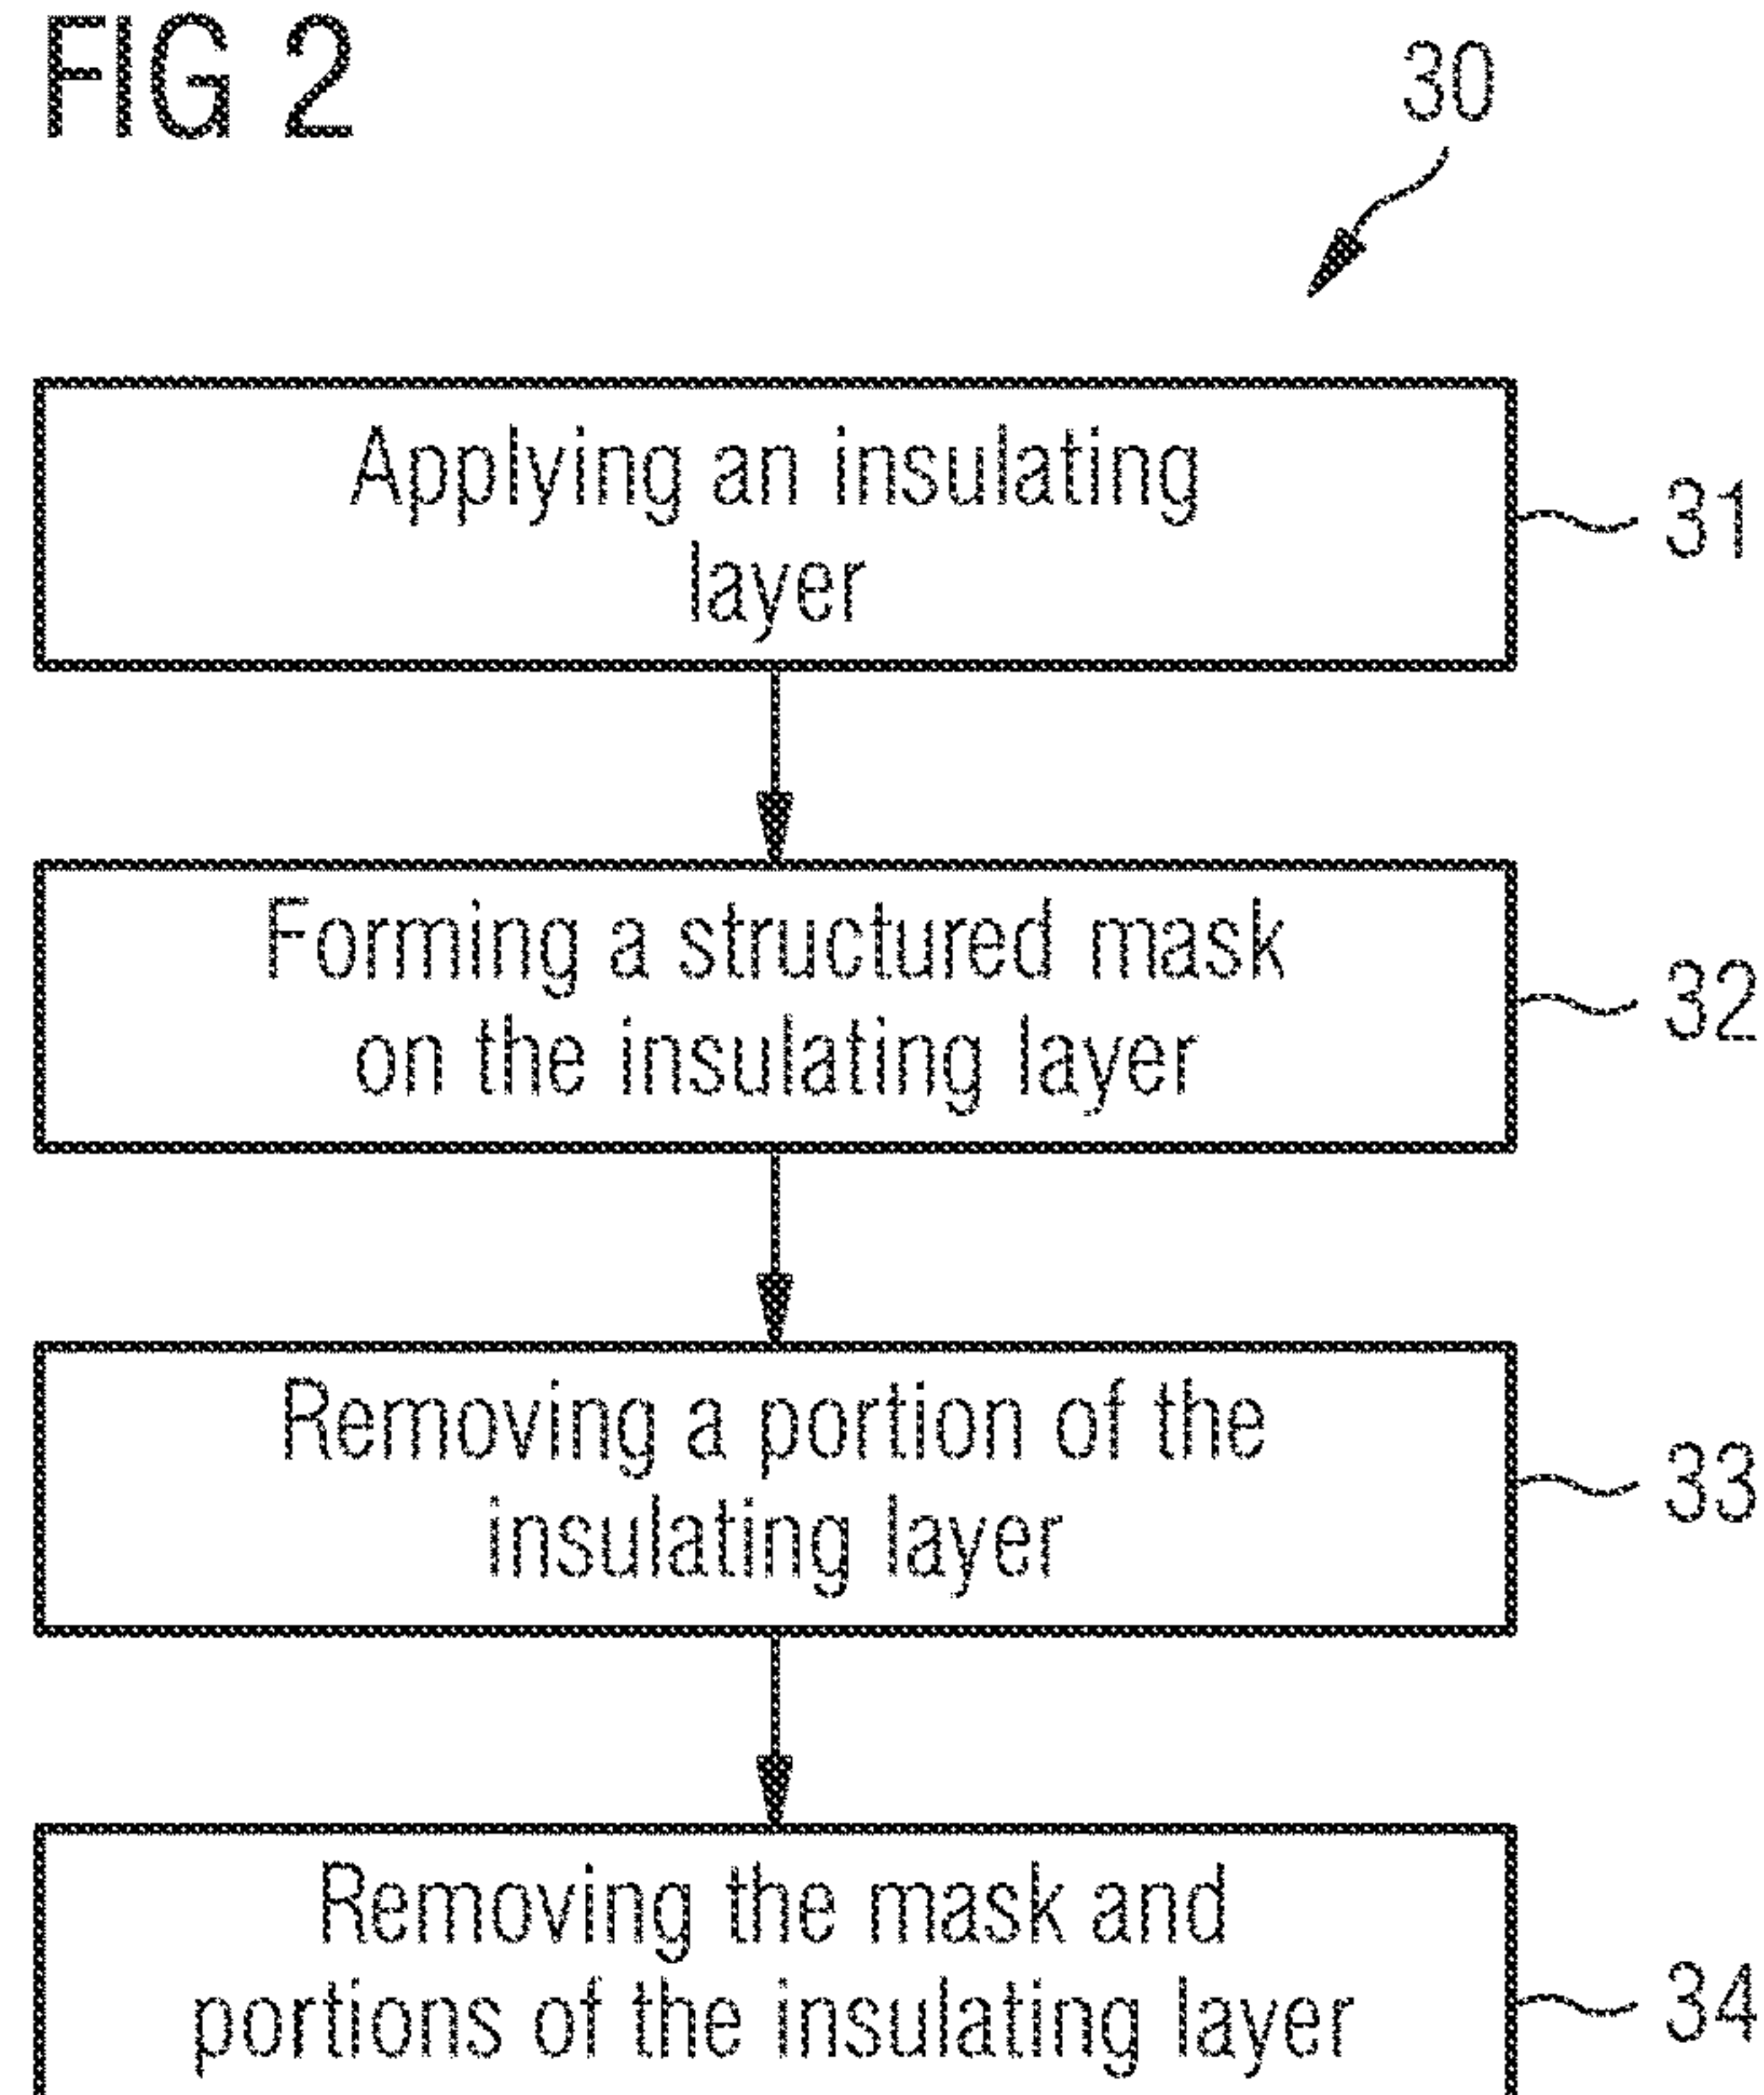 FIG 2
30
Applying an insulating
layer
31
Forming a structured mask
on the insulating layer
32
Removing a portion of the
insulating layer
33
Removing the mask and
portions of the insulating layer
34